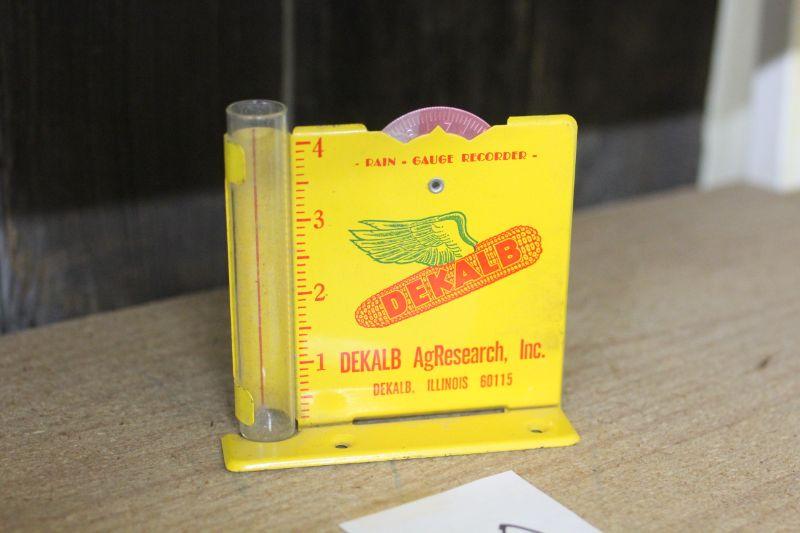 - RAIN - GAUGE RECORDER -
4
3
2
1
DEKALB
DEKALB AgResearch, Inc.
DEKALB, ILLINOIS 60115